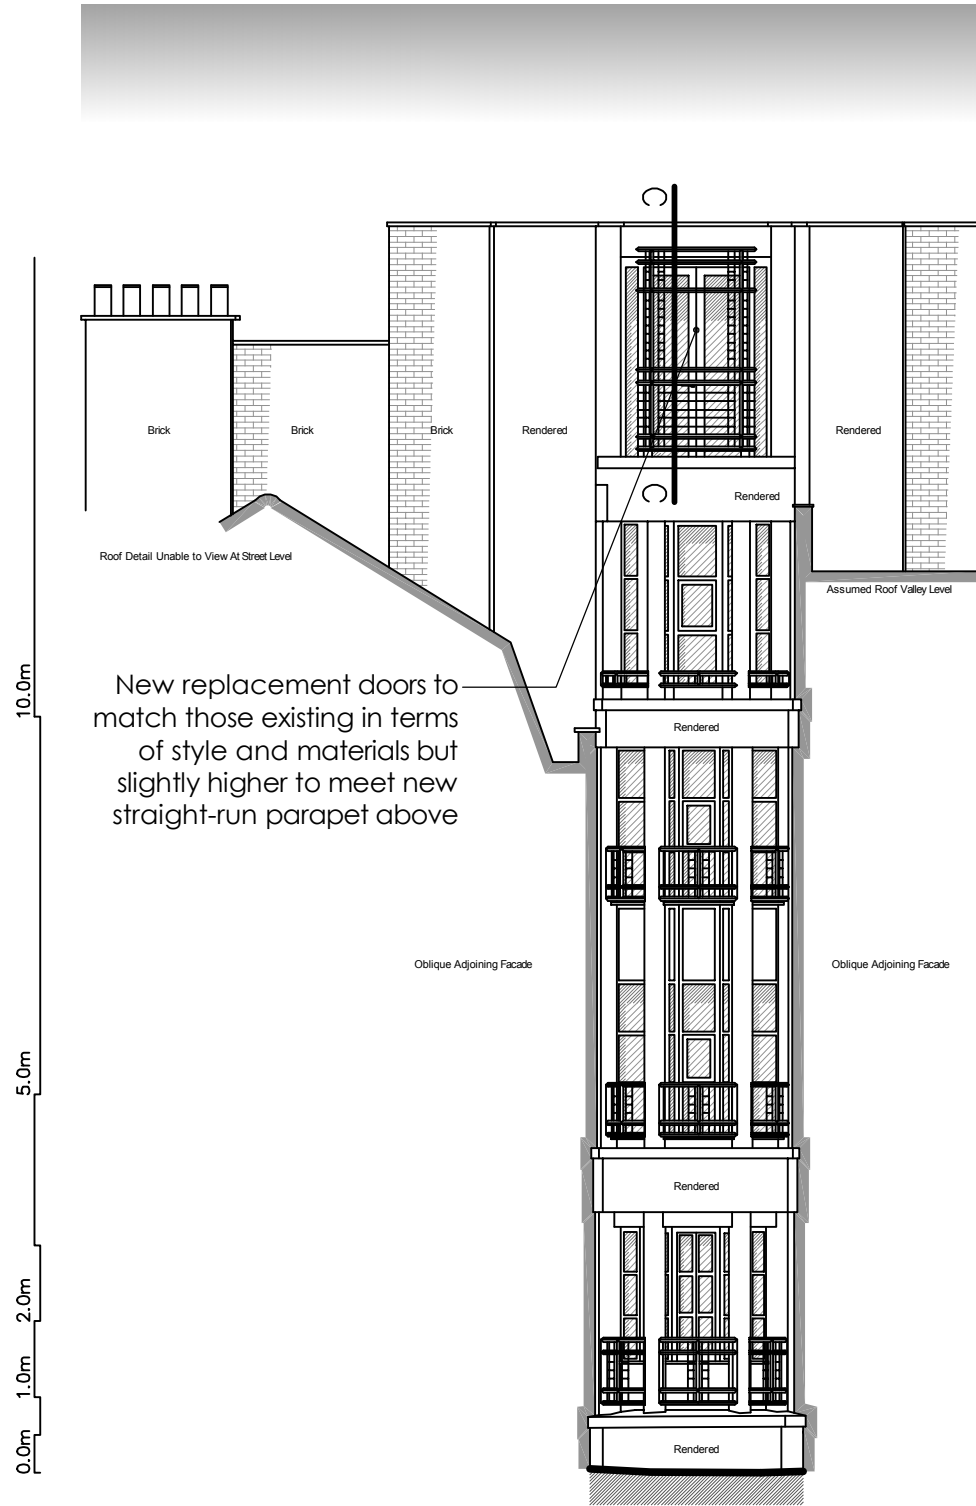 C
Brick
Brick
Brick
Rendered
Rendered
C
Rendered
Roof Detail Unable to View At Street Level
Assumed Roof Valley Level
New replacement doors to
match those existing in terms
of style and materials but
slightly higher to meet new
straight-run parapet above
Rendered
Oblique Adjoining Facade
Oblique Adjoining Facade
Rendered
Rendered
10.0m
5.0m
2.0m
1.0m
0.0m